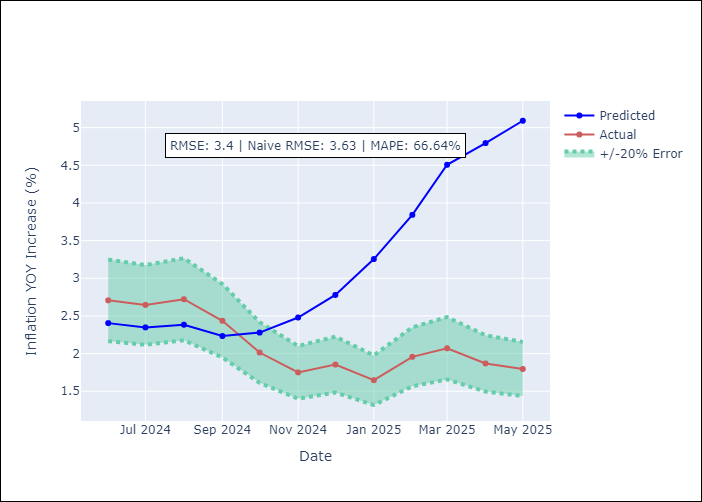 RMSE: 3.4 | Naive RMSE: 3.63 | MAPE: 66.64%
Predicted
Actual
+/-20% Error
Inflation YOY Increase (%)
5
4.5
4
3.5
3
2.5
2
1.5
Jul 2024
Sep 2024
Nov 2024
Jan 2025
Mar 2025
May 2025
Date